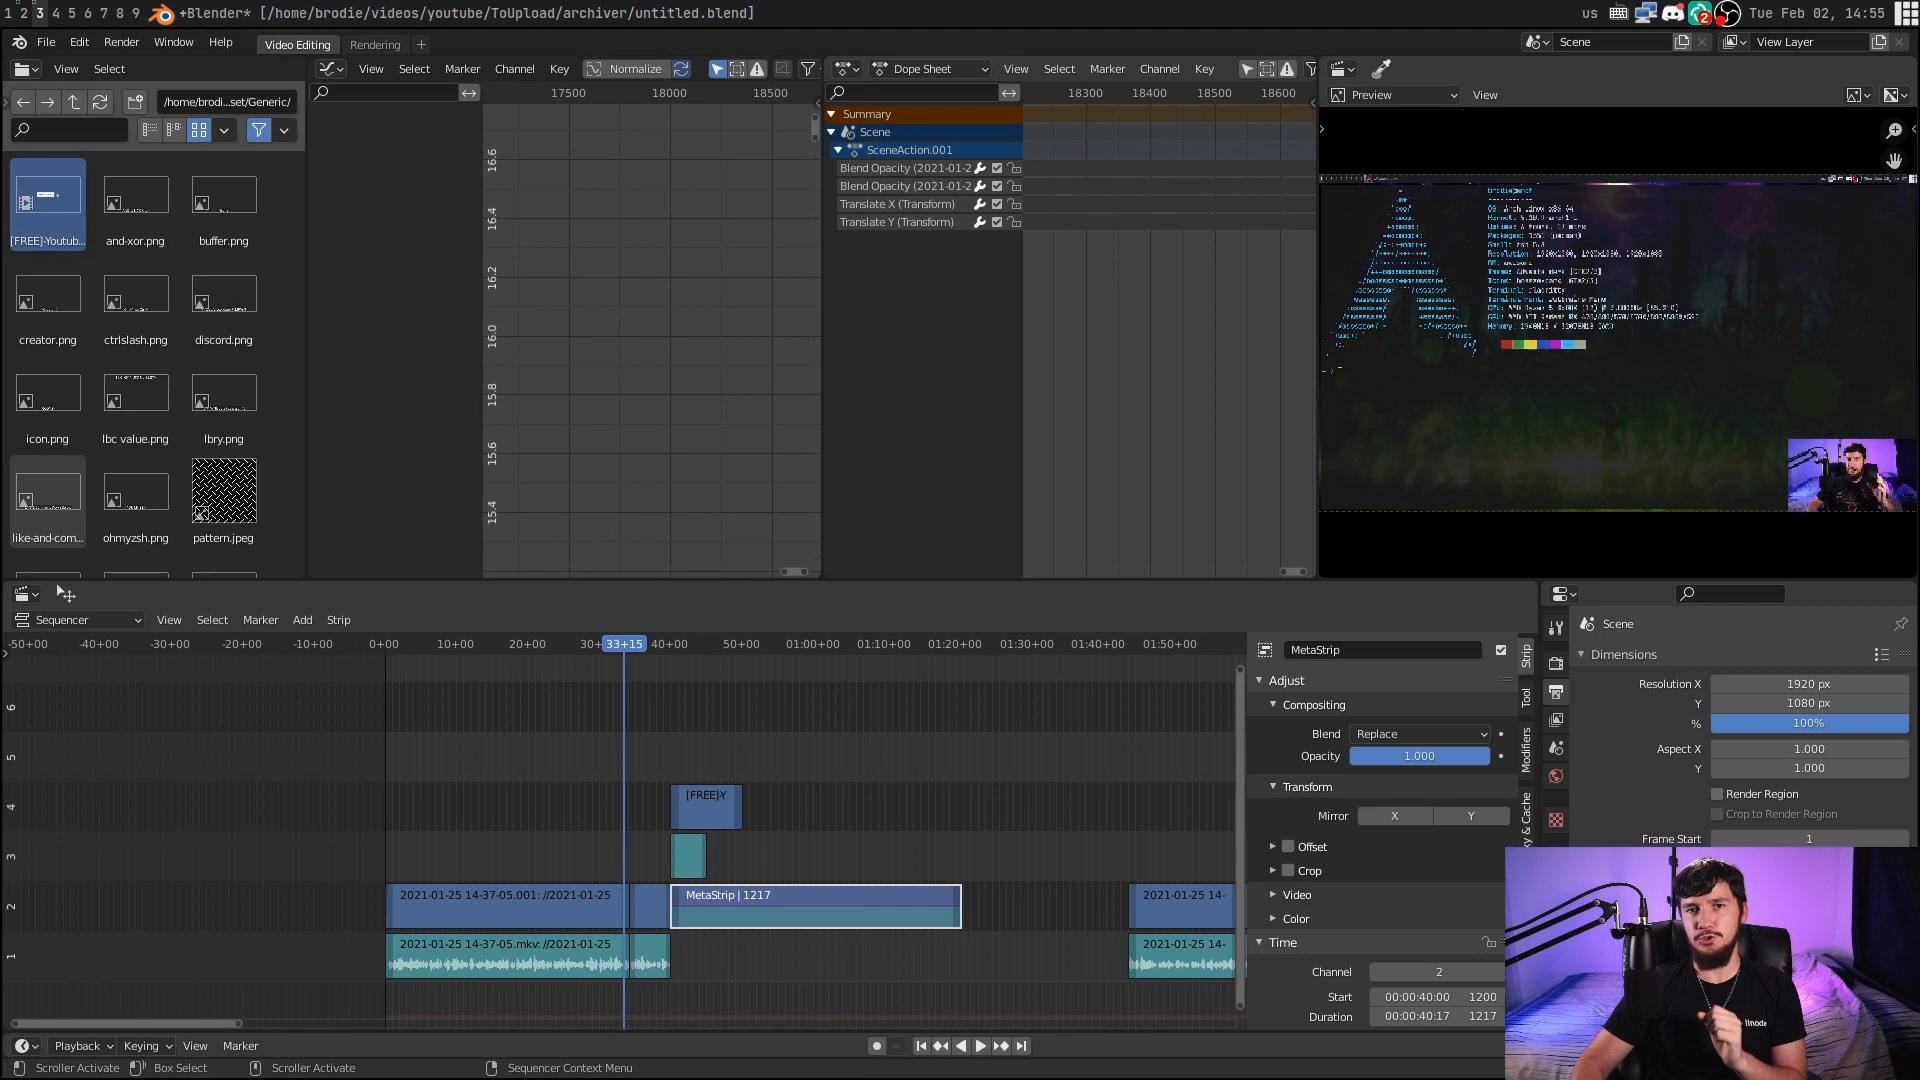 1 2 3 4 5 6 7 8 9 *Blender* [/home/brodie/videos/youtube/ToUpload/archiver/untitled.blend] us Tue Feb 02, 14:55
File Edit Render Window Help Video Editing Rendering + Scene View Layer
View Select
View Select Marker Channel Key Normalize
Dope Sheet View Select Marker Channel Key
/home/brodi...set/Generic/
17500 18000 18500
18300 18400 18500 18600
Preview View
Summary
Scene
SceneAction.001
Blend Opacity (2021-01-2
Blend Opacity (2021-01-2
Translate X (Transform)
Translate Y (Transform)
16.6
16.4
16.2
16.0
15.8
15.6
15.4
[FREE]-Youtub... and-xor.png buffer.png
creator.png ctrlslash.png discord.png
icon.png lbc value.png lbry.png
like-and-com... ohmyzsh.png pattern.jpeg
Sequencer View Select Marker Add Strip
-50+00 -40+00 -30+00 -20+00 -10+00 0+00 10+00 20+00 30+ 33+15 40+00 50+00 01:00+00 01:10+00 01:20+00 01:30+00 01:40+00 01:50+00
6
5
4
3
2
1
[FREE]-Y
2021-01-25 14-37-05.001: //2021-01-25
MetaStrip | 1217
2021-01-25 14-
2021-01-25 14-37-05.mkv: //2021-01-25
2021-01-25 14-
MetaStrip
Adjust
Compositing
Blend Replace
Opacity 1.000
Transform
Mirror X Y
Offset
Crop
Video
Color
Time
Channel 2
Start 00:00:40:00 1200
Duration 00:00:40:17 1217
Strip
Tool
Modifiers
y & Cache
Scene
Dimensions
Resolution X 1920 px
Y 1080 px
% 100%
Aspect X 1.000
Y 1.000
Render Region
Crop to Render Region
Frame Start 1
linode
Playback Keying View Marker
Scroller Activate Box Select Scroller Activate Sequencer Context Menu